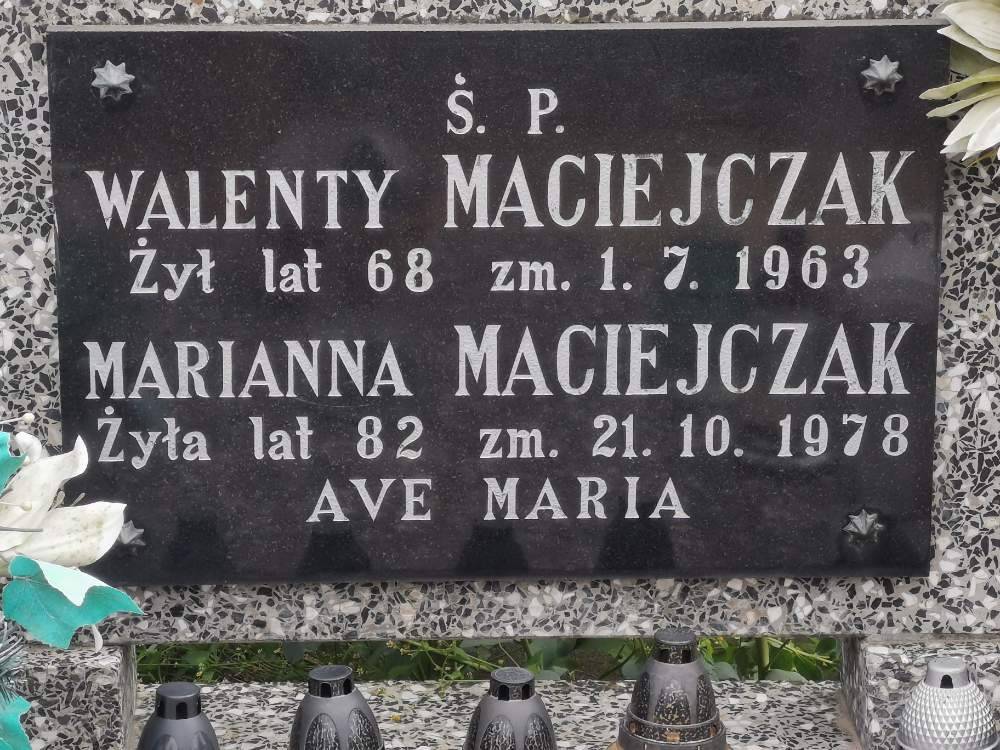 Ś. P.
WALENTY MACIEJCZAK
Żył lat 68 zm. 1. 7. 1963
MARIANNA MACIEJCZAK
Żyła lat 82 zm. 21. 10. 1978
AVE MARIA